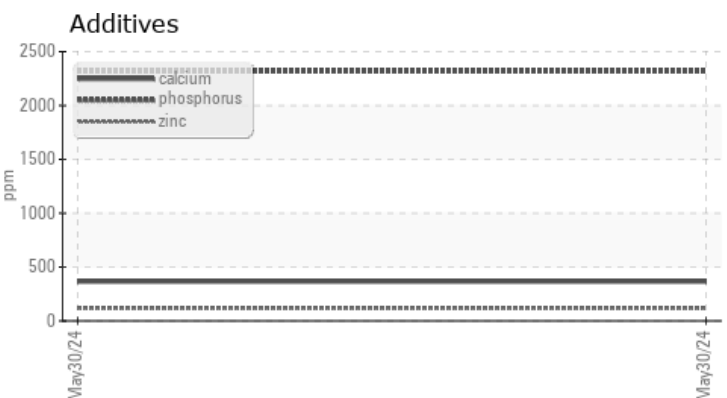 Additives
2500
2000
1500
1000
500
0
ppm
calcium
phosphorus
zinc
May30/24
May30/24